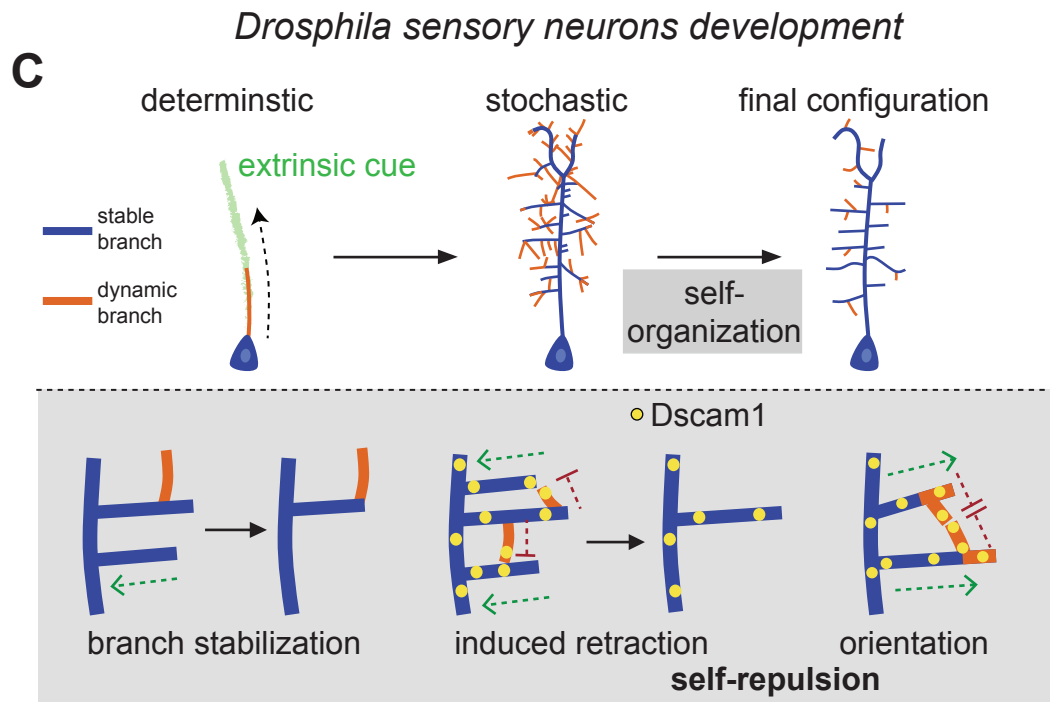 Drosphila sensory neurons development
C
determinstic
stochastic
final configuration
extrinsic cue
stable
branch
dynamic
branch
self-
organization
Dscam1
branch stabilization
induced retraction
orientation
self-repulsion